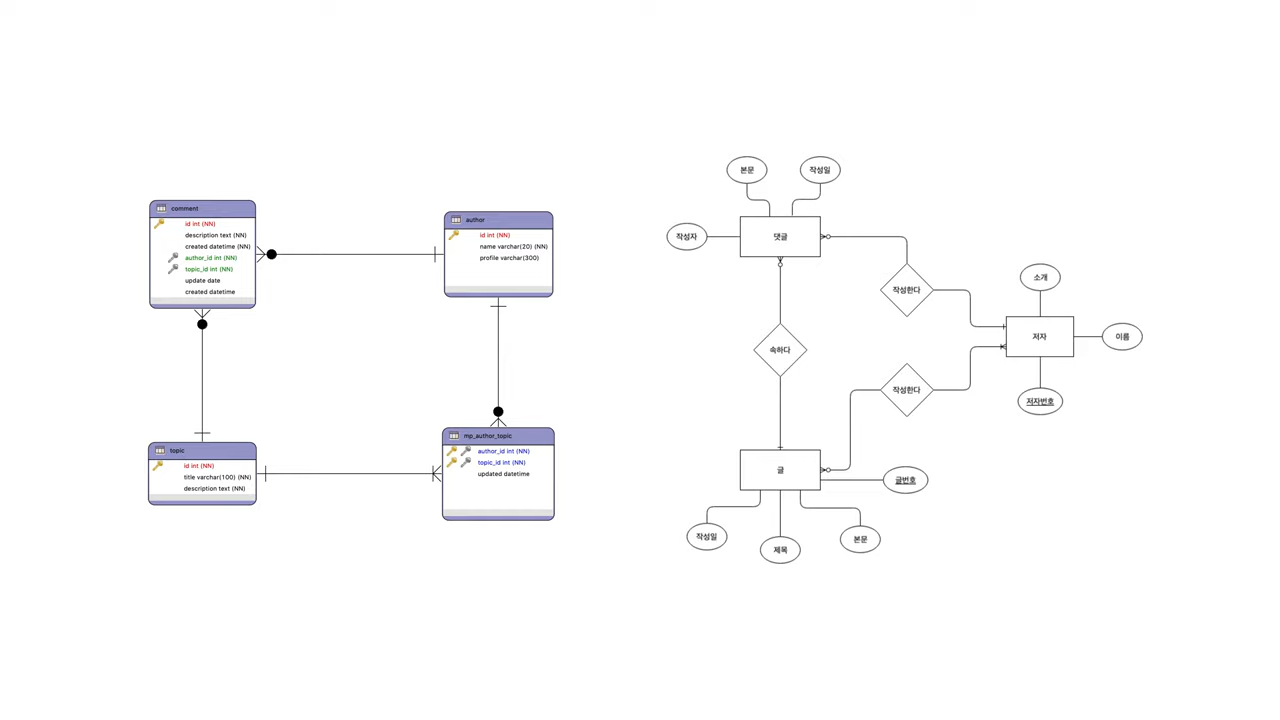 comment
id int (NN)
description text (NN)
created datetime (NN)
author_id int (NN)
topic_id int (NN)
update date
created datetime
author
id int (NN)
name varchar(20) (NN)
profile varchar(300)
topic
id int (NN)
title varchar(100) (NN)
description text (NN)
mp_author_topic
author_id int (NN)
topic_id int (NN)
updated datetime
본문
작성일
작성자
댓글
작성한다
소개
저자
이름
속하다
작성한다
저자번호
글
글번호
작성일
제목
본문